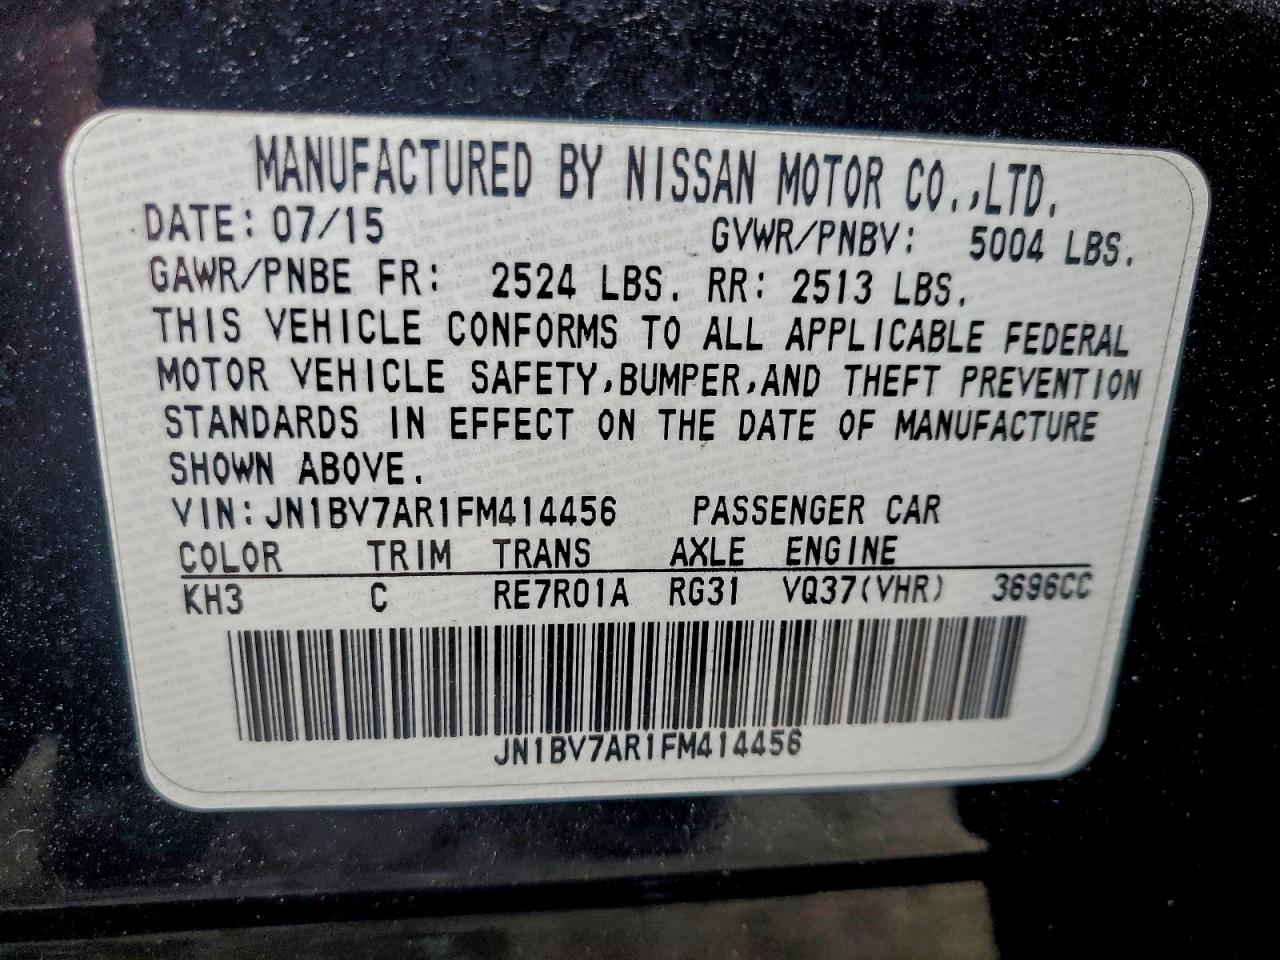 MANUFACTURED BY NISSAN MOTOR CO.,LTD.
DATE: 07/15 GVWR/PNBV: 5004 LBS.
GAWR/PNBE FR: 2524 LBS. RR: 2513 LBS.
THIS VEHICLE CONFORMS TO ALL APPLICABLE FEDERAL
MOTOR VEHICLE SAFETY,BUMPER,AND THEFT PREVENTION
STANDARDS IN EFFECT ON THE DATE OF MANUFACTURE
SHOWN ABOVE.
VIN:JN1BV7AR1FM414456 PASSENGER CAR
COLOR TRIM TRANS AXLE ENGINE
KH3 C RE7R01A RG31 VQ37(VHR) 3696CC
JN1BV7AR1FM414456